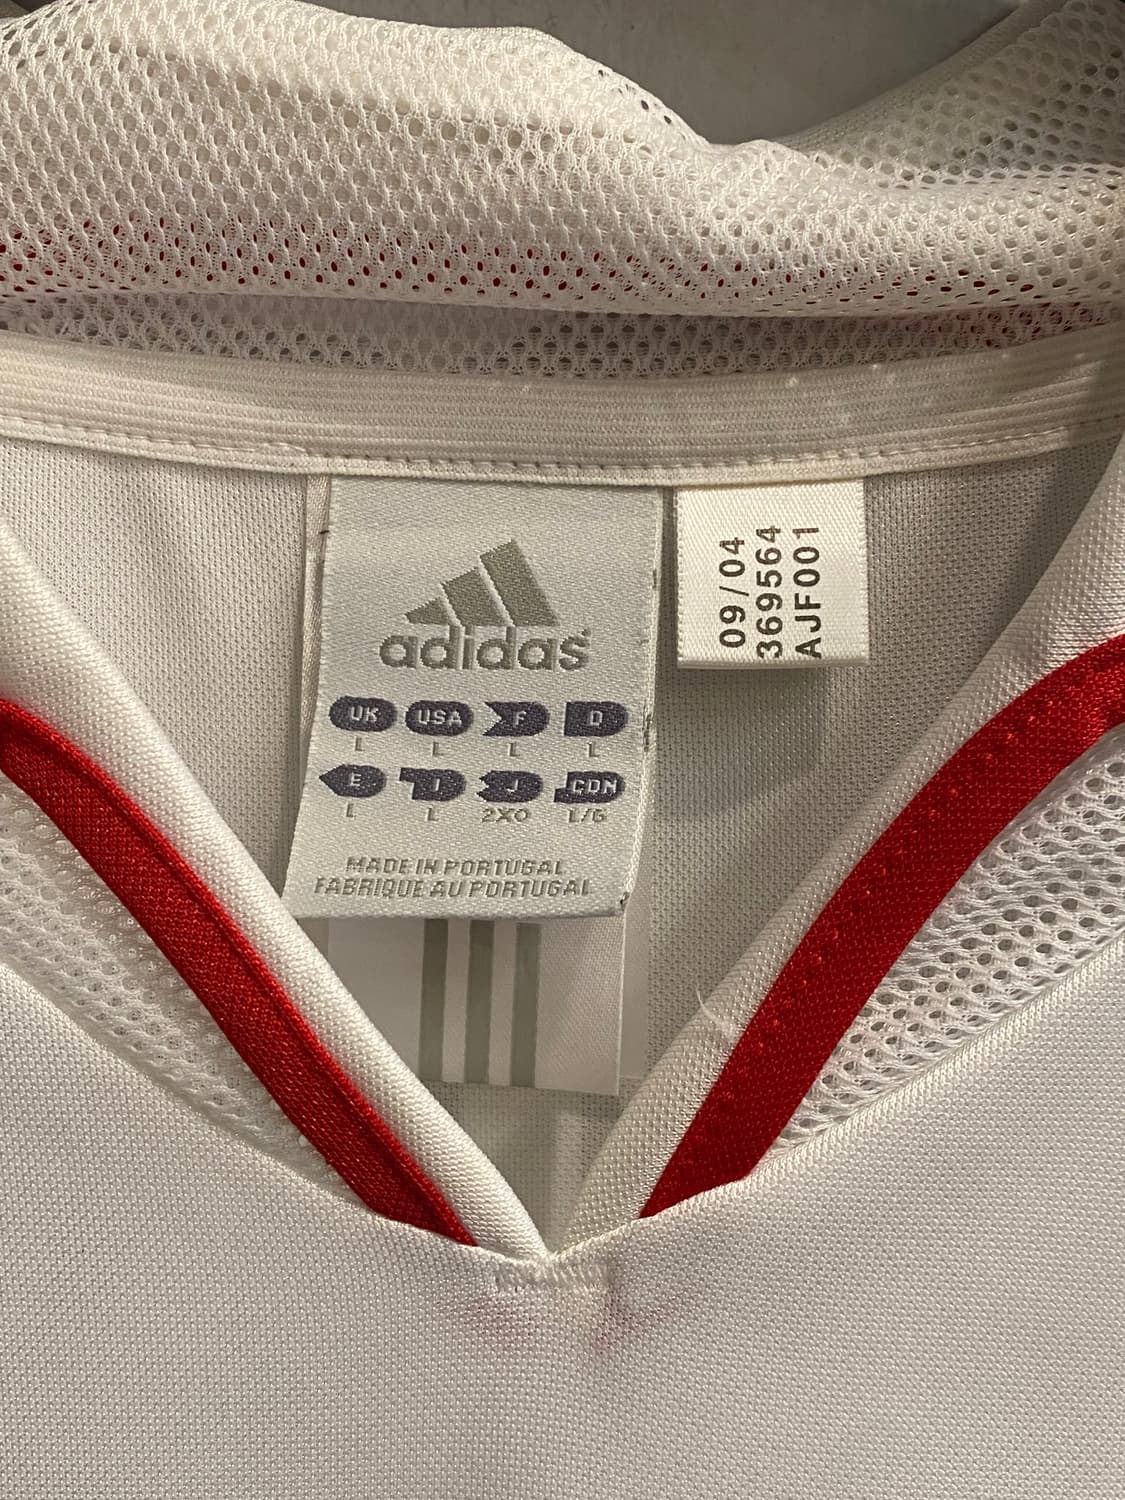 adidas
UK USA F D
L L L L
E I J CDN
L L 2XO L/G
MADE IN PORTUGAL
FABRIQUE AU PORTUGAL
09/04
369564
AJF001